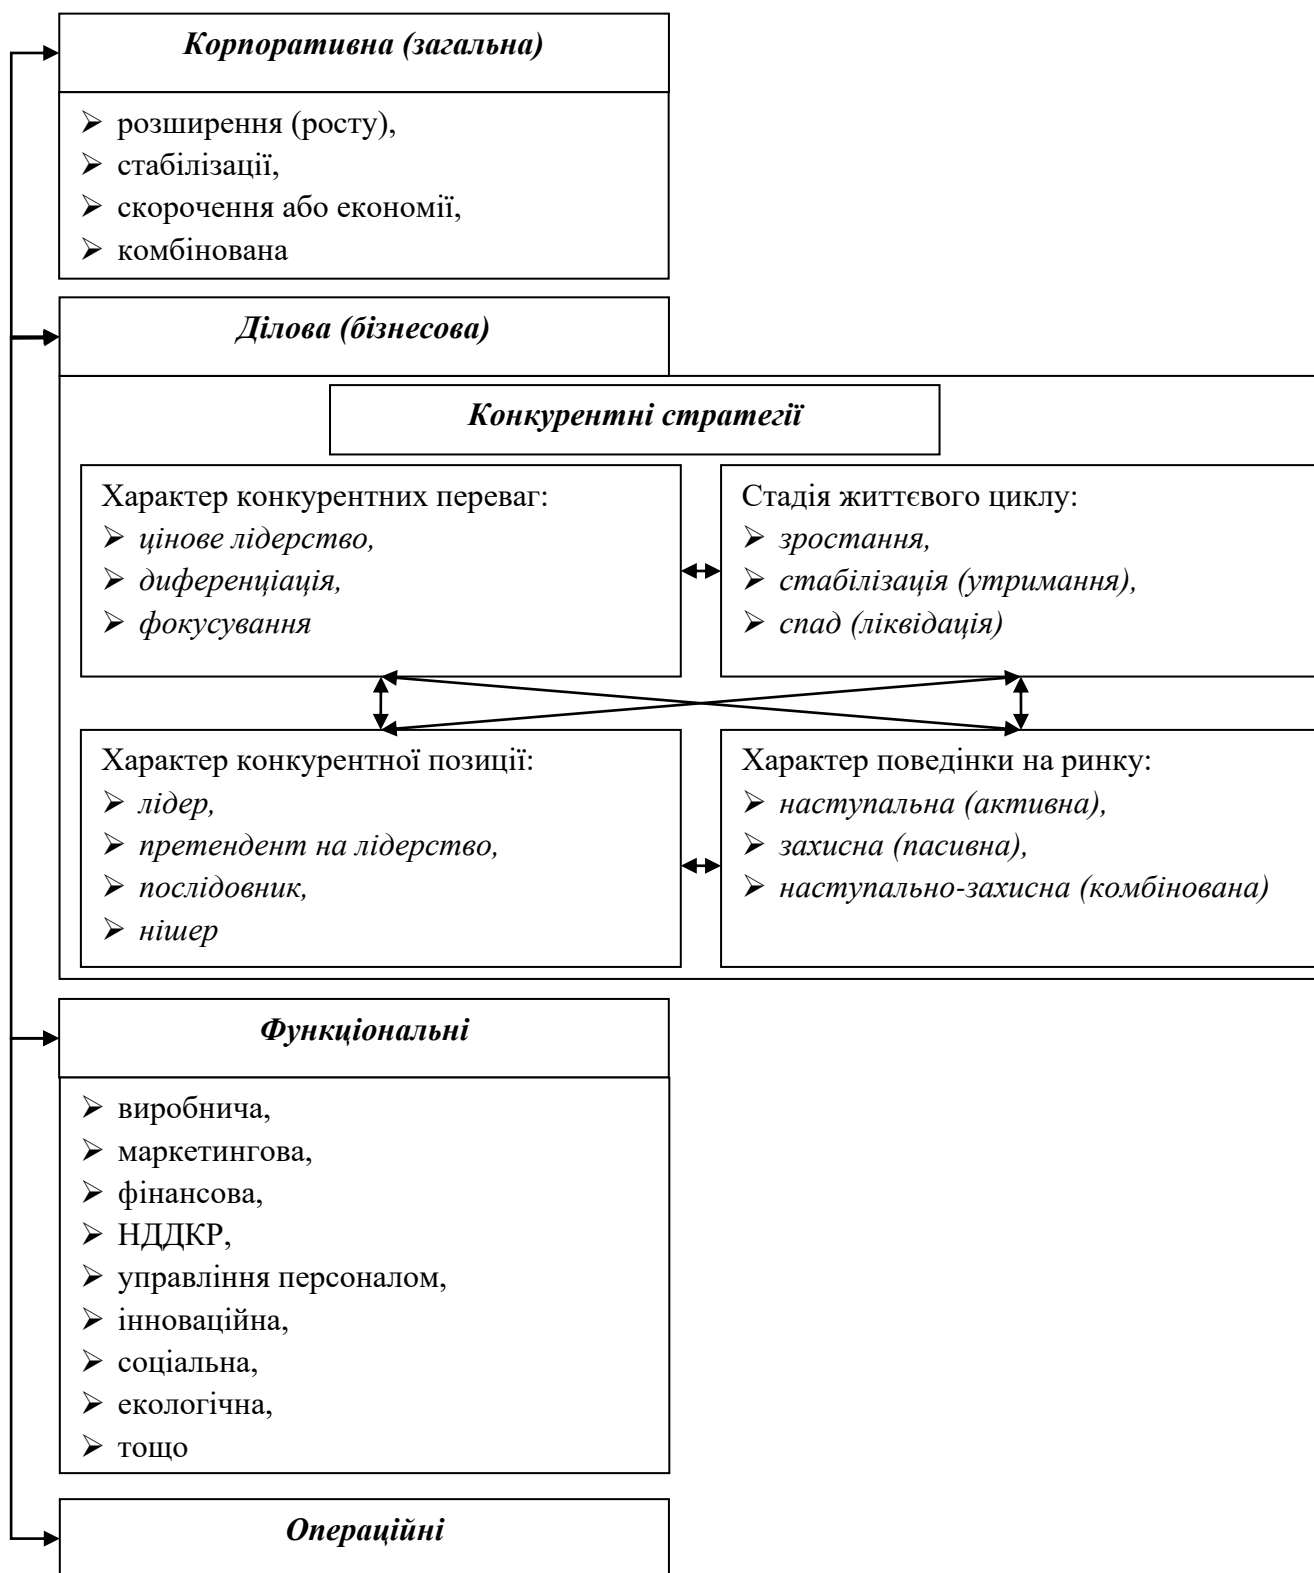 Корпоративна (загальна)
➢ розширення (росту),
➢ стабілізації,
➢ скорочення або економії,
➢ комбінована
Ділова (бізнесова)
Конкурентні стратегії
Характер конкурентних переваг:
➢ цінове лідерство,
➢ диференціація,
➢ фокусування
Стадія життєвого циклу:
➢ зростання,
➢ стабілізація (утримання),
➢ спад (ліквідація)
Характер конкурентної позиції:
➢ лідер,
➢ претендент на лідерство,
➢ послідовник,
➢ нішер
Характер поведінки на ринку:
➢ наступальна (активна),
➢ захисна (пасивна),
➢ наступально-захисна (комбінована)
Функціональні
➢ виробнича,
➢ маркетингова,
➢ фінансова,
➢ НДДКР,
➢ управління персоналом,
➢ інноваційна,
➢ соціальна,
➢ екологічна,
➢ тощо
Операційні